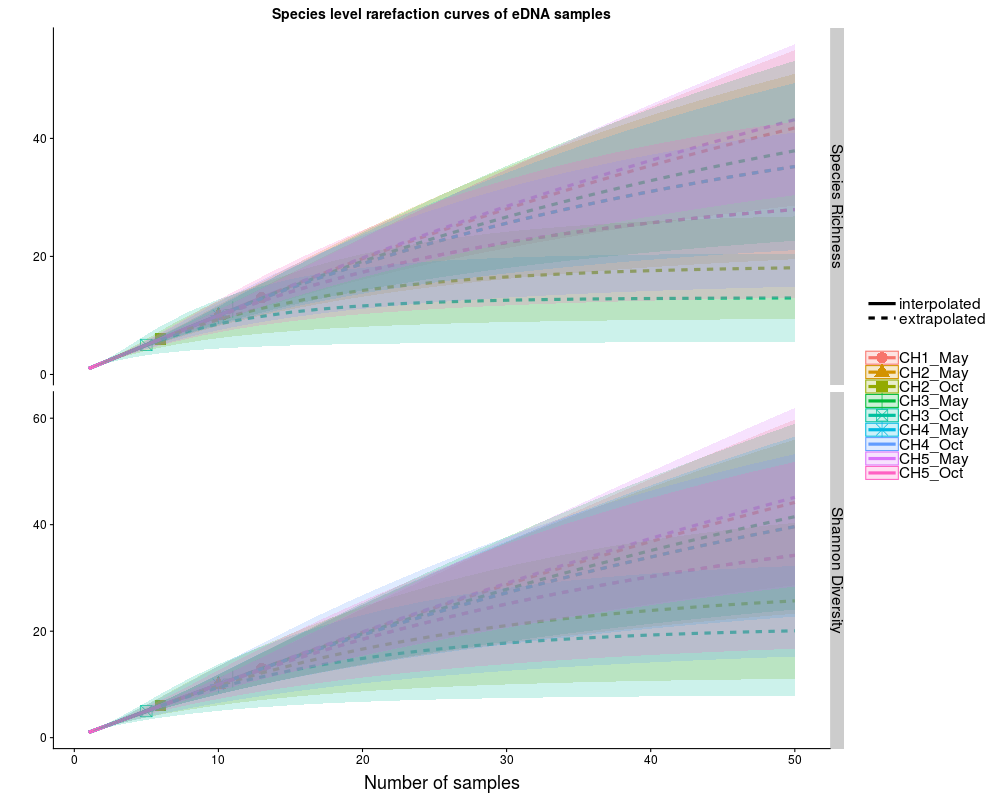 Species level rarefaction curves of eDNA samples
40
20
0
Species Richness
60
40
20
0
Shannon Diversity
0 10 20 30 40 50
Number of samples
interpolated
extrapolated
CH1_May
CH2_May
CH2_Oct
CH3_May
CH3_Oct
CH4_May
CH4_Oct
CH5_May
CH5_Oct